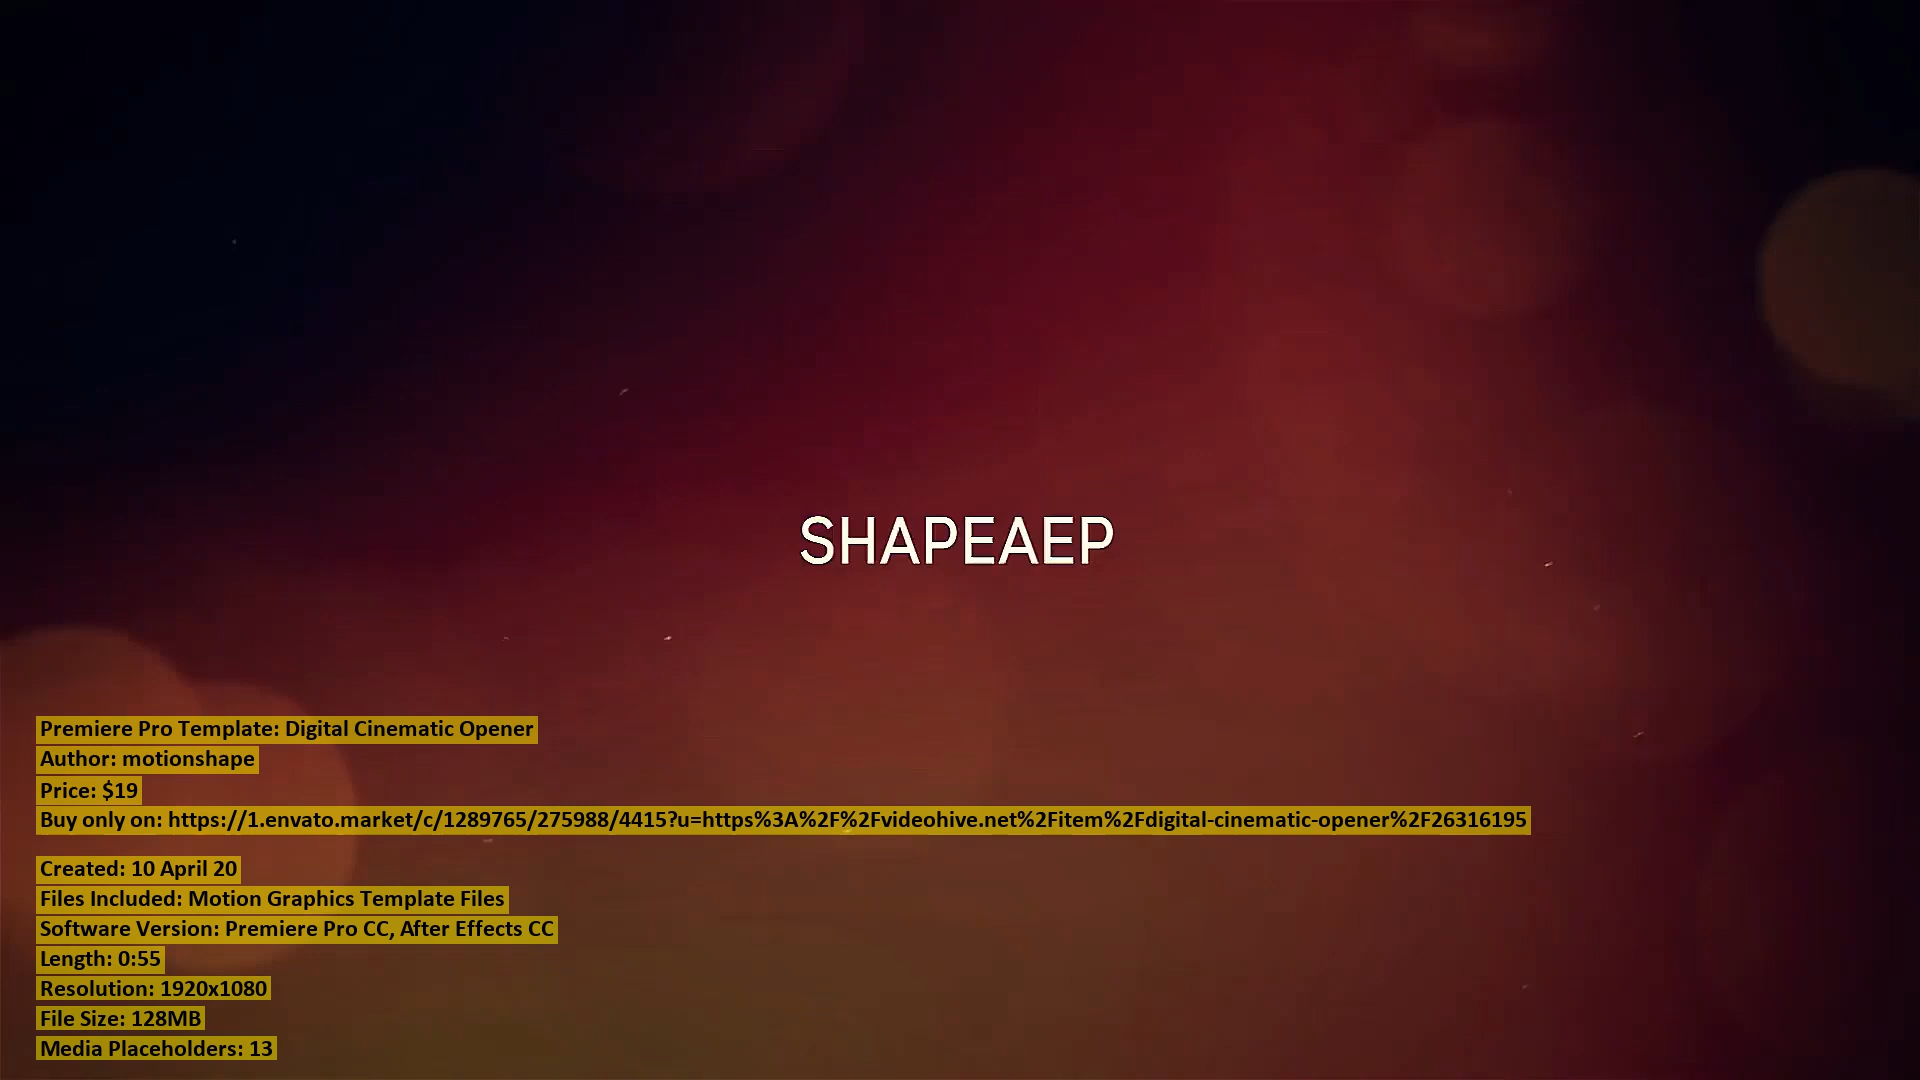 SHAPEAEP
Premiere Pro Template: Digital Cinematic Opener
Author: motionshape
Price: $19
Buy only on: https://1.envato.market/c/1289765/275988/4415?u=https%3A%2F%2Fvideohive.net%2Fitem%2Fdigital-cinematic-opener%2F26316195
Created: 10 April 20
Files Included: Motion Graphics Template Files
Software Version: Premiere Pro CC, After Effects CC
Length: 0:55
Resolution: 1920x1080
File Size: 128MB
Media Placeholders: 13